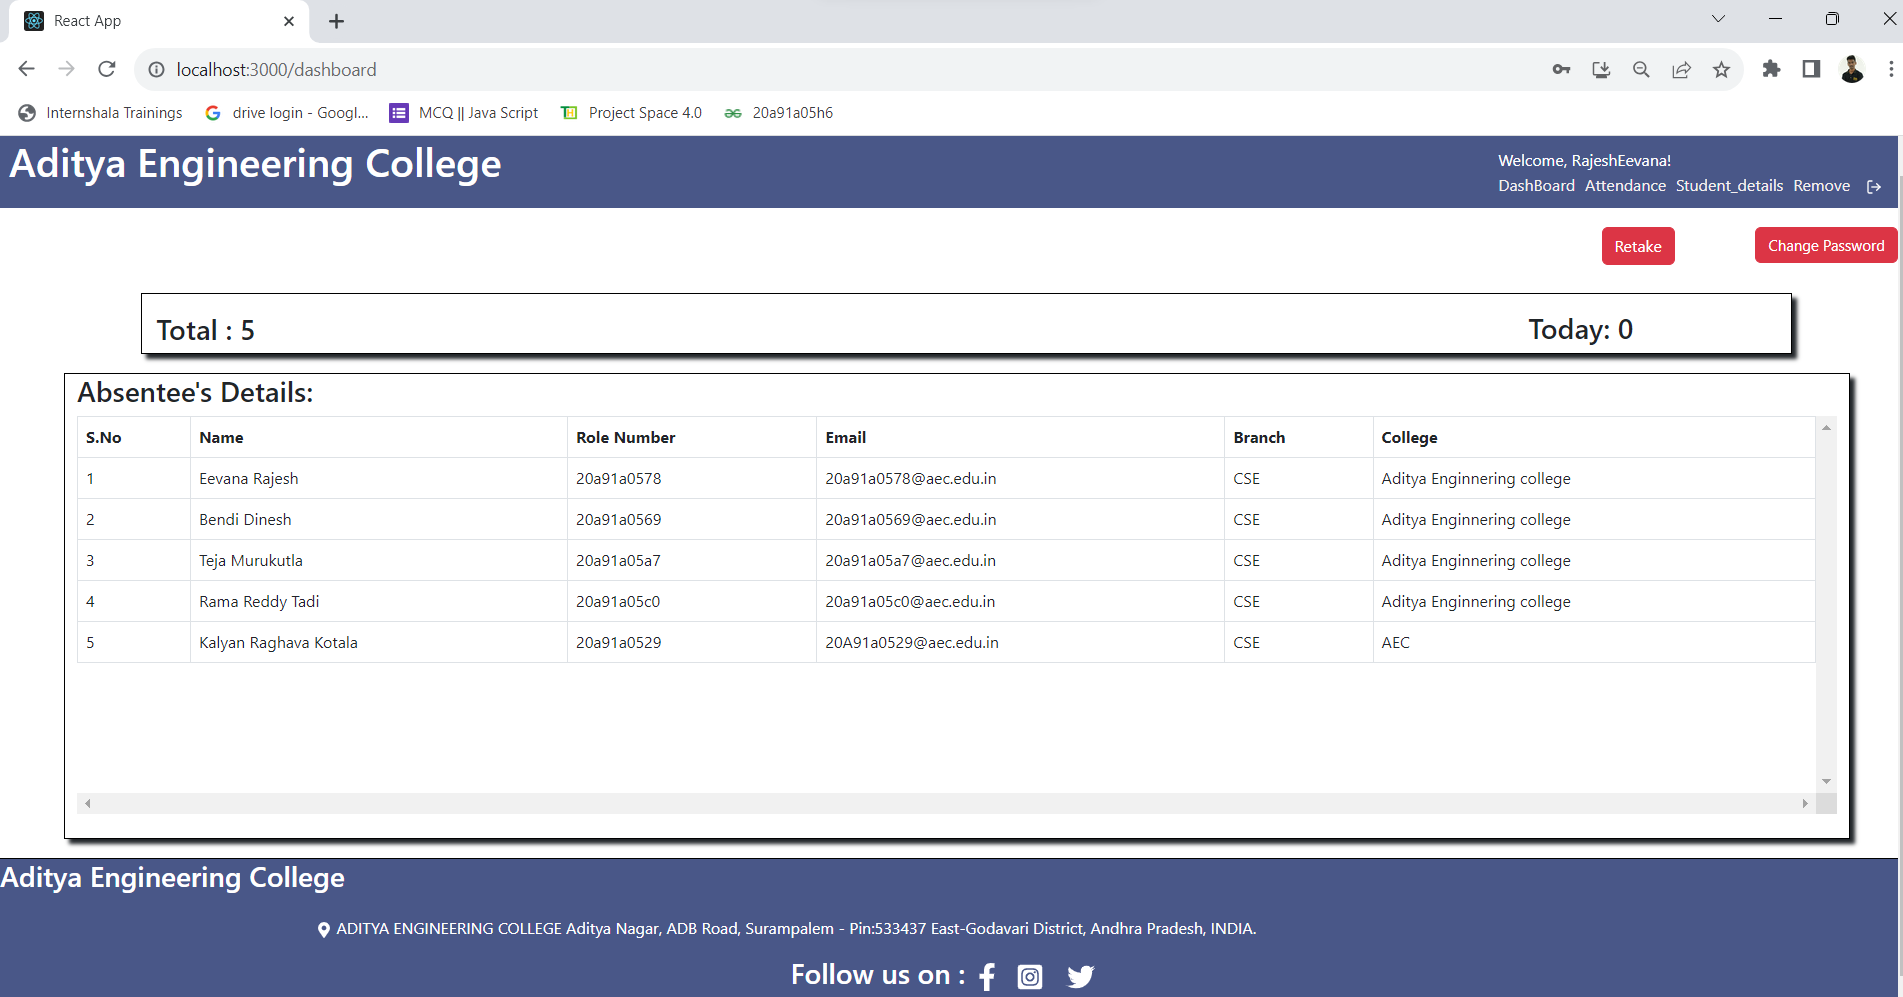 React App
localhost:3000/dashboard
Internshala Trainings drive login - Googl... MCQ || Java Script Project Space 4.0 20a91a05h6
Aditya Engineering College
Welcome, RajeshEevana!
DashBoard Attendance Student_details Remove
Retake Change Password
Total : 5 Today: 0
Absentee's Details:
S.No Name Role Number Email Branch College
1 Eevana Rajesh 20a91a0578 20a91a0578@aec.edu.in CSE Aditya Enginnering college
2 Bendi Dinesh 20a91a0569 20a91a0569@aec.edu.in CSE Aditya Enginnering college
3 Teja Murukutla 20a91a05a7 20a91a05a7@aec.edu.in CSE Aditya Enginnering college
4 Rama Reddy Tadi 20a91a05c0 20a91a05c0@aec.edu.in CSE Aditya Enginnering college
5 Kalyan Raghava Kotala 20a91a0529 20A91a0529@aec.edu.in CSE AEC
Aditya Engineering College
ADITYA ENGINEERING COLLEGE Aditya Nagar, ADB Road, Surampalem - Pin:533437 East-Godavari District, Andhra Pradesh, INDIA.
Follow us on :